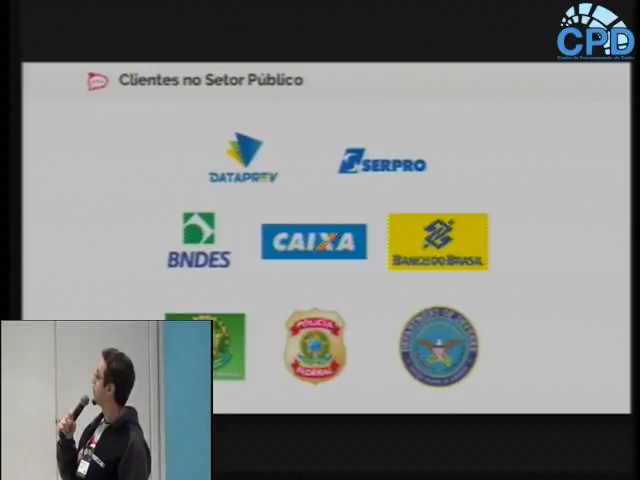 CPD
Clientes no Setor Público
DATAPREV
SERPRO
BNDES
CAIXA
BANCO DO BRASIL
POLÍCIA
FEDERAL